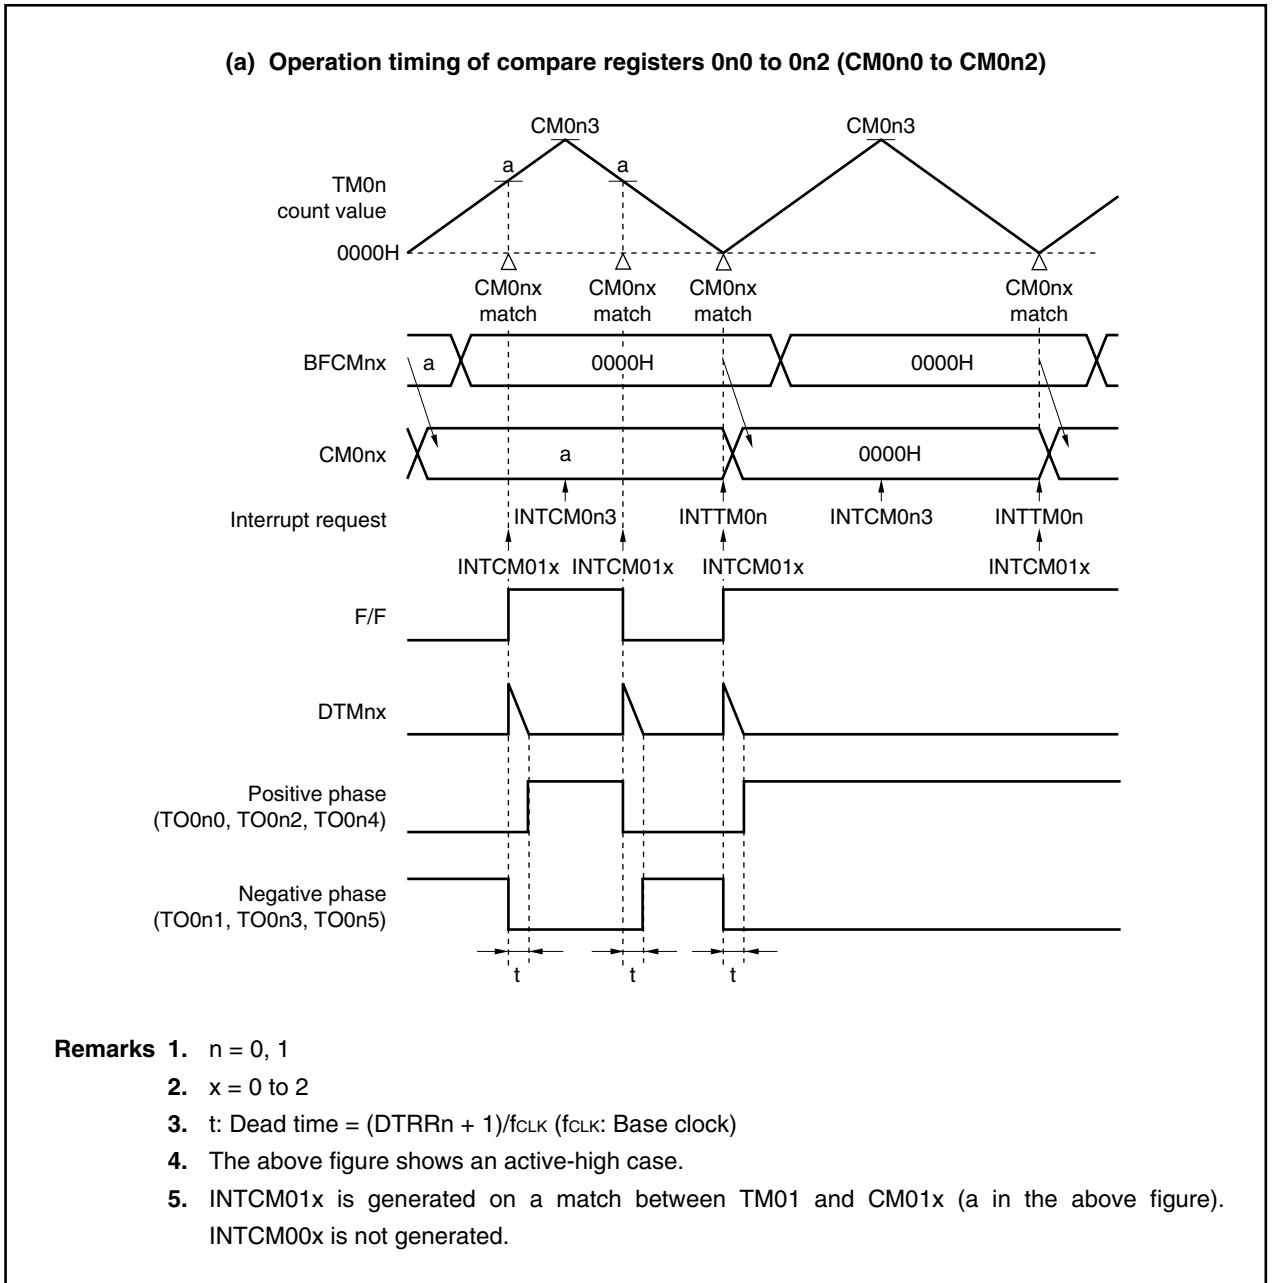 (a) Operation timing of compare registers 0n0 to 0n2 (CM0n0 to CM0n2)
CM0n3 CM0n3
a a
TM0n
count value
0000H
CM0nx CM0nx CM0nx CM0nx
match match match match
BFCMnx a 0000H 0000H
CM0nx a 0000H
Interrupt request INTCM0n3 INTTM0n INTCM0n3 INTTM0n
INTCM01x INTCM01x INTCM01x INTCM01x
F/F
DTMnx
Positive phase
(TO0n0, TO0n2, TO0n4)
Negative phase
(TO0n1, TO0n3, TO0n5)
t t t
Remarks 1. n = 0, 1
2. x = 0 to 2
3. t: Dead time = (DTRRn + 1)/fCLK (fCLK: Base clock)
4. The above figure shows an active-high case.
5. INTCM01x is generated on a match between TM01 and CM01x (a in the above figure).
INTCM00x is not generated.